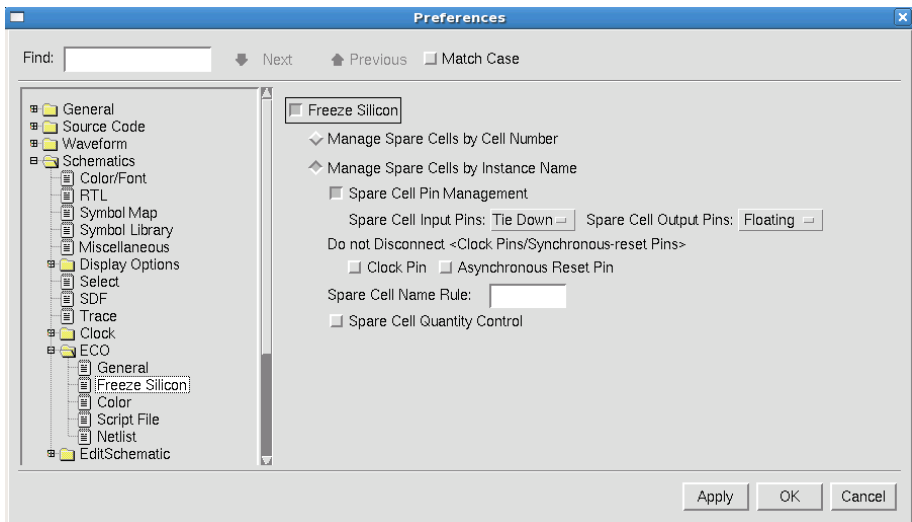 Preferences
Find: Next Previous Match Case
General
Source Code
Waveform
Schematics
Color/Font
RTL
Symbol Map
Symbol Library
Miscellaneous
Display Options
Select
SDF
Trace
Clock
ECO
General
Freeze Silicon
Color
Script File
Netlist
EditSchematic
Freeze Silicon
Manage Spare Cells by Cell Number
Manage Spare Cells by Instance Name
Spare Cell Pin Management
Spare Cell Input Pins: Tie Down Spare Cell Output Pins: Floating
Do not Disconnect <Clock Pins/Synchronous-reset Pins>
Clock Pin Asynchronous Reset Pin
Spare Cell Name Rule:
Spare Cell Quantity Control
Apply OK Cancel